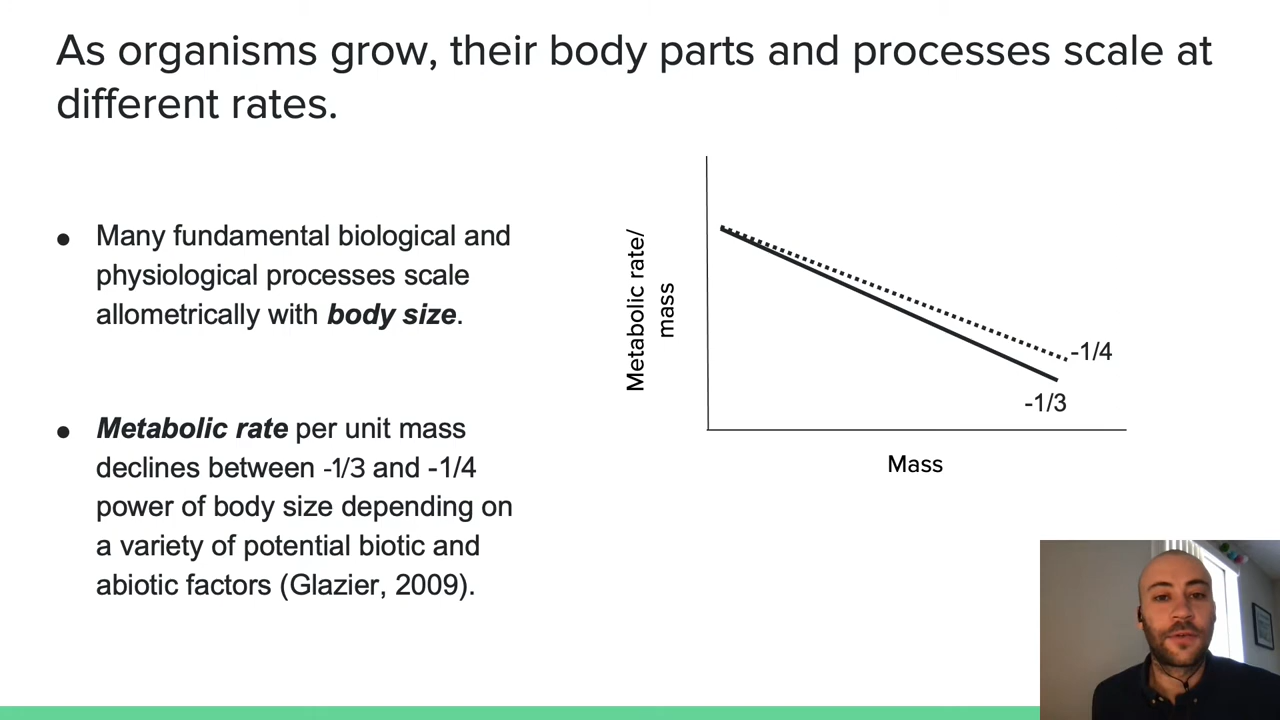 As organisms grow, their body parts and processes scale at
different rates.
● Many fundamental biological and
physiological processes scale
allometrically with body size.
● Metabolic rate per unit mass
declines between -1/3 and -1/4
power of body size depending on
a variety of potential biotic and
abiotic factors (Glazier, 2009).
Metabolic rate/
mass
-1/4
-1/3
Mass